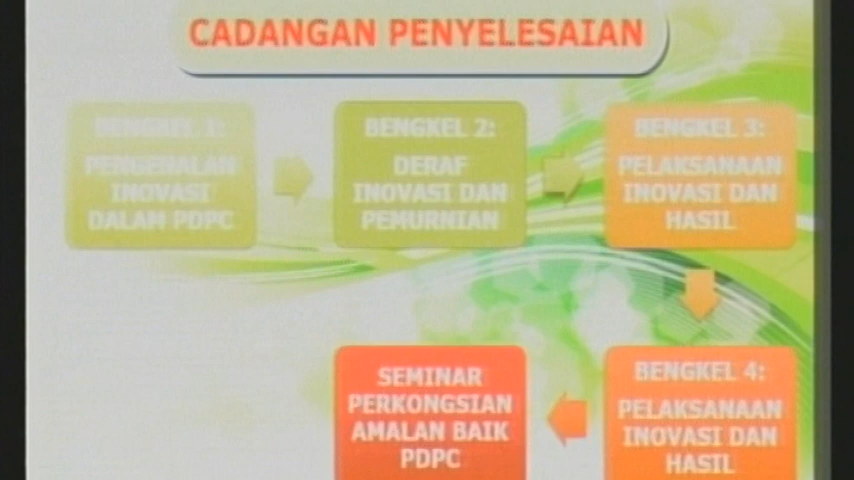 CADANGAN PENYELESAIAN
BENGKEL 1:
PENGENALAN
INOVASI
DALAM PDPC
BENGKEL 2:
DERAF
INOVASI DAN
PEMURNIAN
BENGKEL 3:
PELAKSANAAN
INOVASI DAN
HASIL
BENGKEL 4:
PELAKSANAAN
INOVASI DAN
HASIL
SEMINAR
PERKONGSIAN
AMALAN BAIK
PDPC